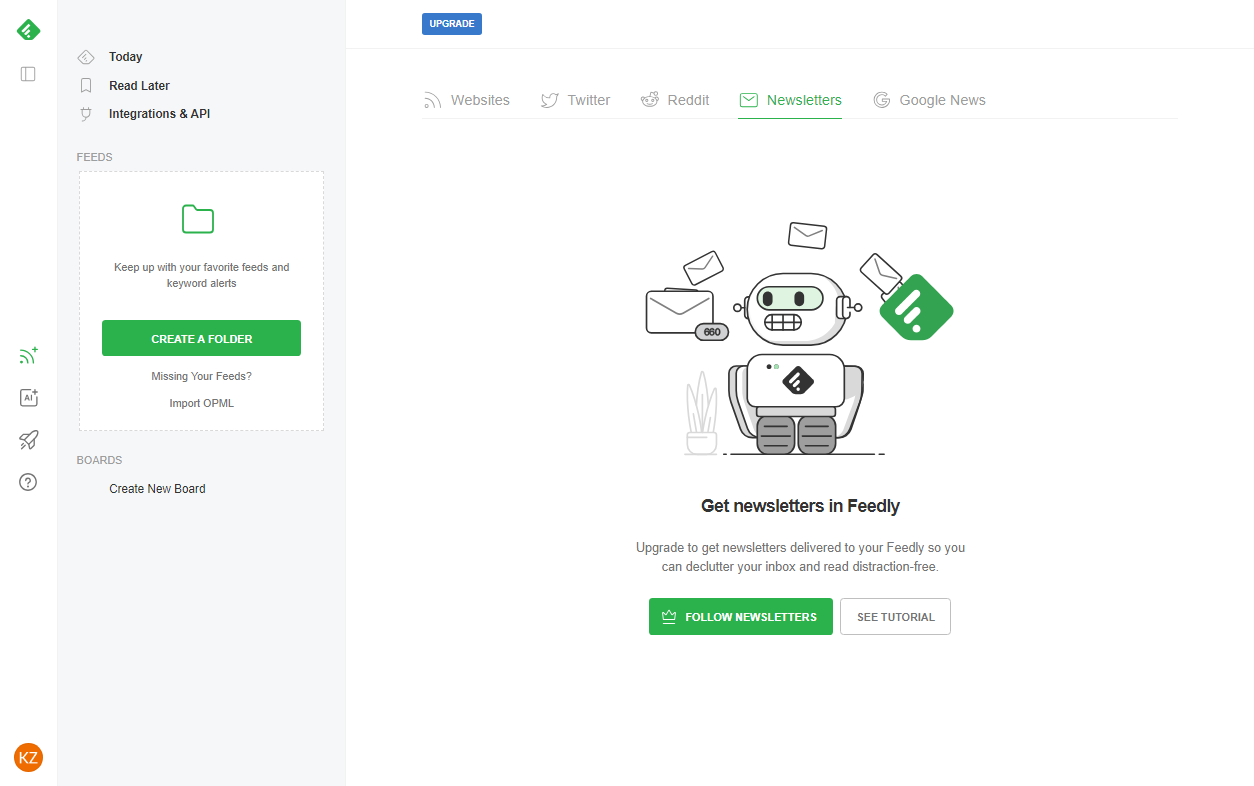 UPGRADE
Today
Read Later
Integrations & API
FEEDS
Keep up with your favorite feeds and
keyword alerts
CREATE A FOLDER
Missing Your Feeds?
Import OPML
BOARDS
Create New Board
AI
?
KZ
Websites
Twitter
Reddit
Newsletters
Google News
660
Get newsletters in Feedly
Upgrade to get newsletters delivered to your Feedly so you
can declutter your inbox and read distraction-free.
FOLLOW NEWSLETTERS
SEE TUTORIAL